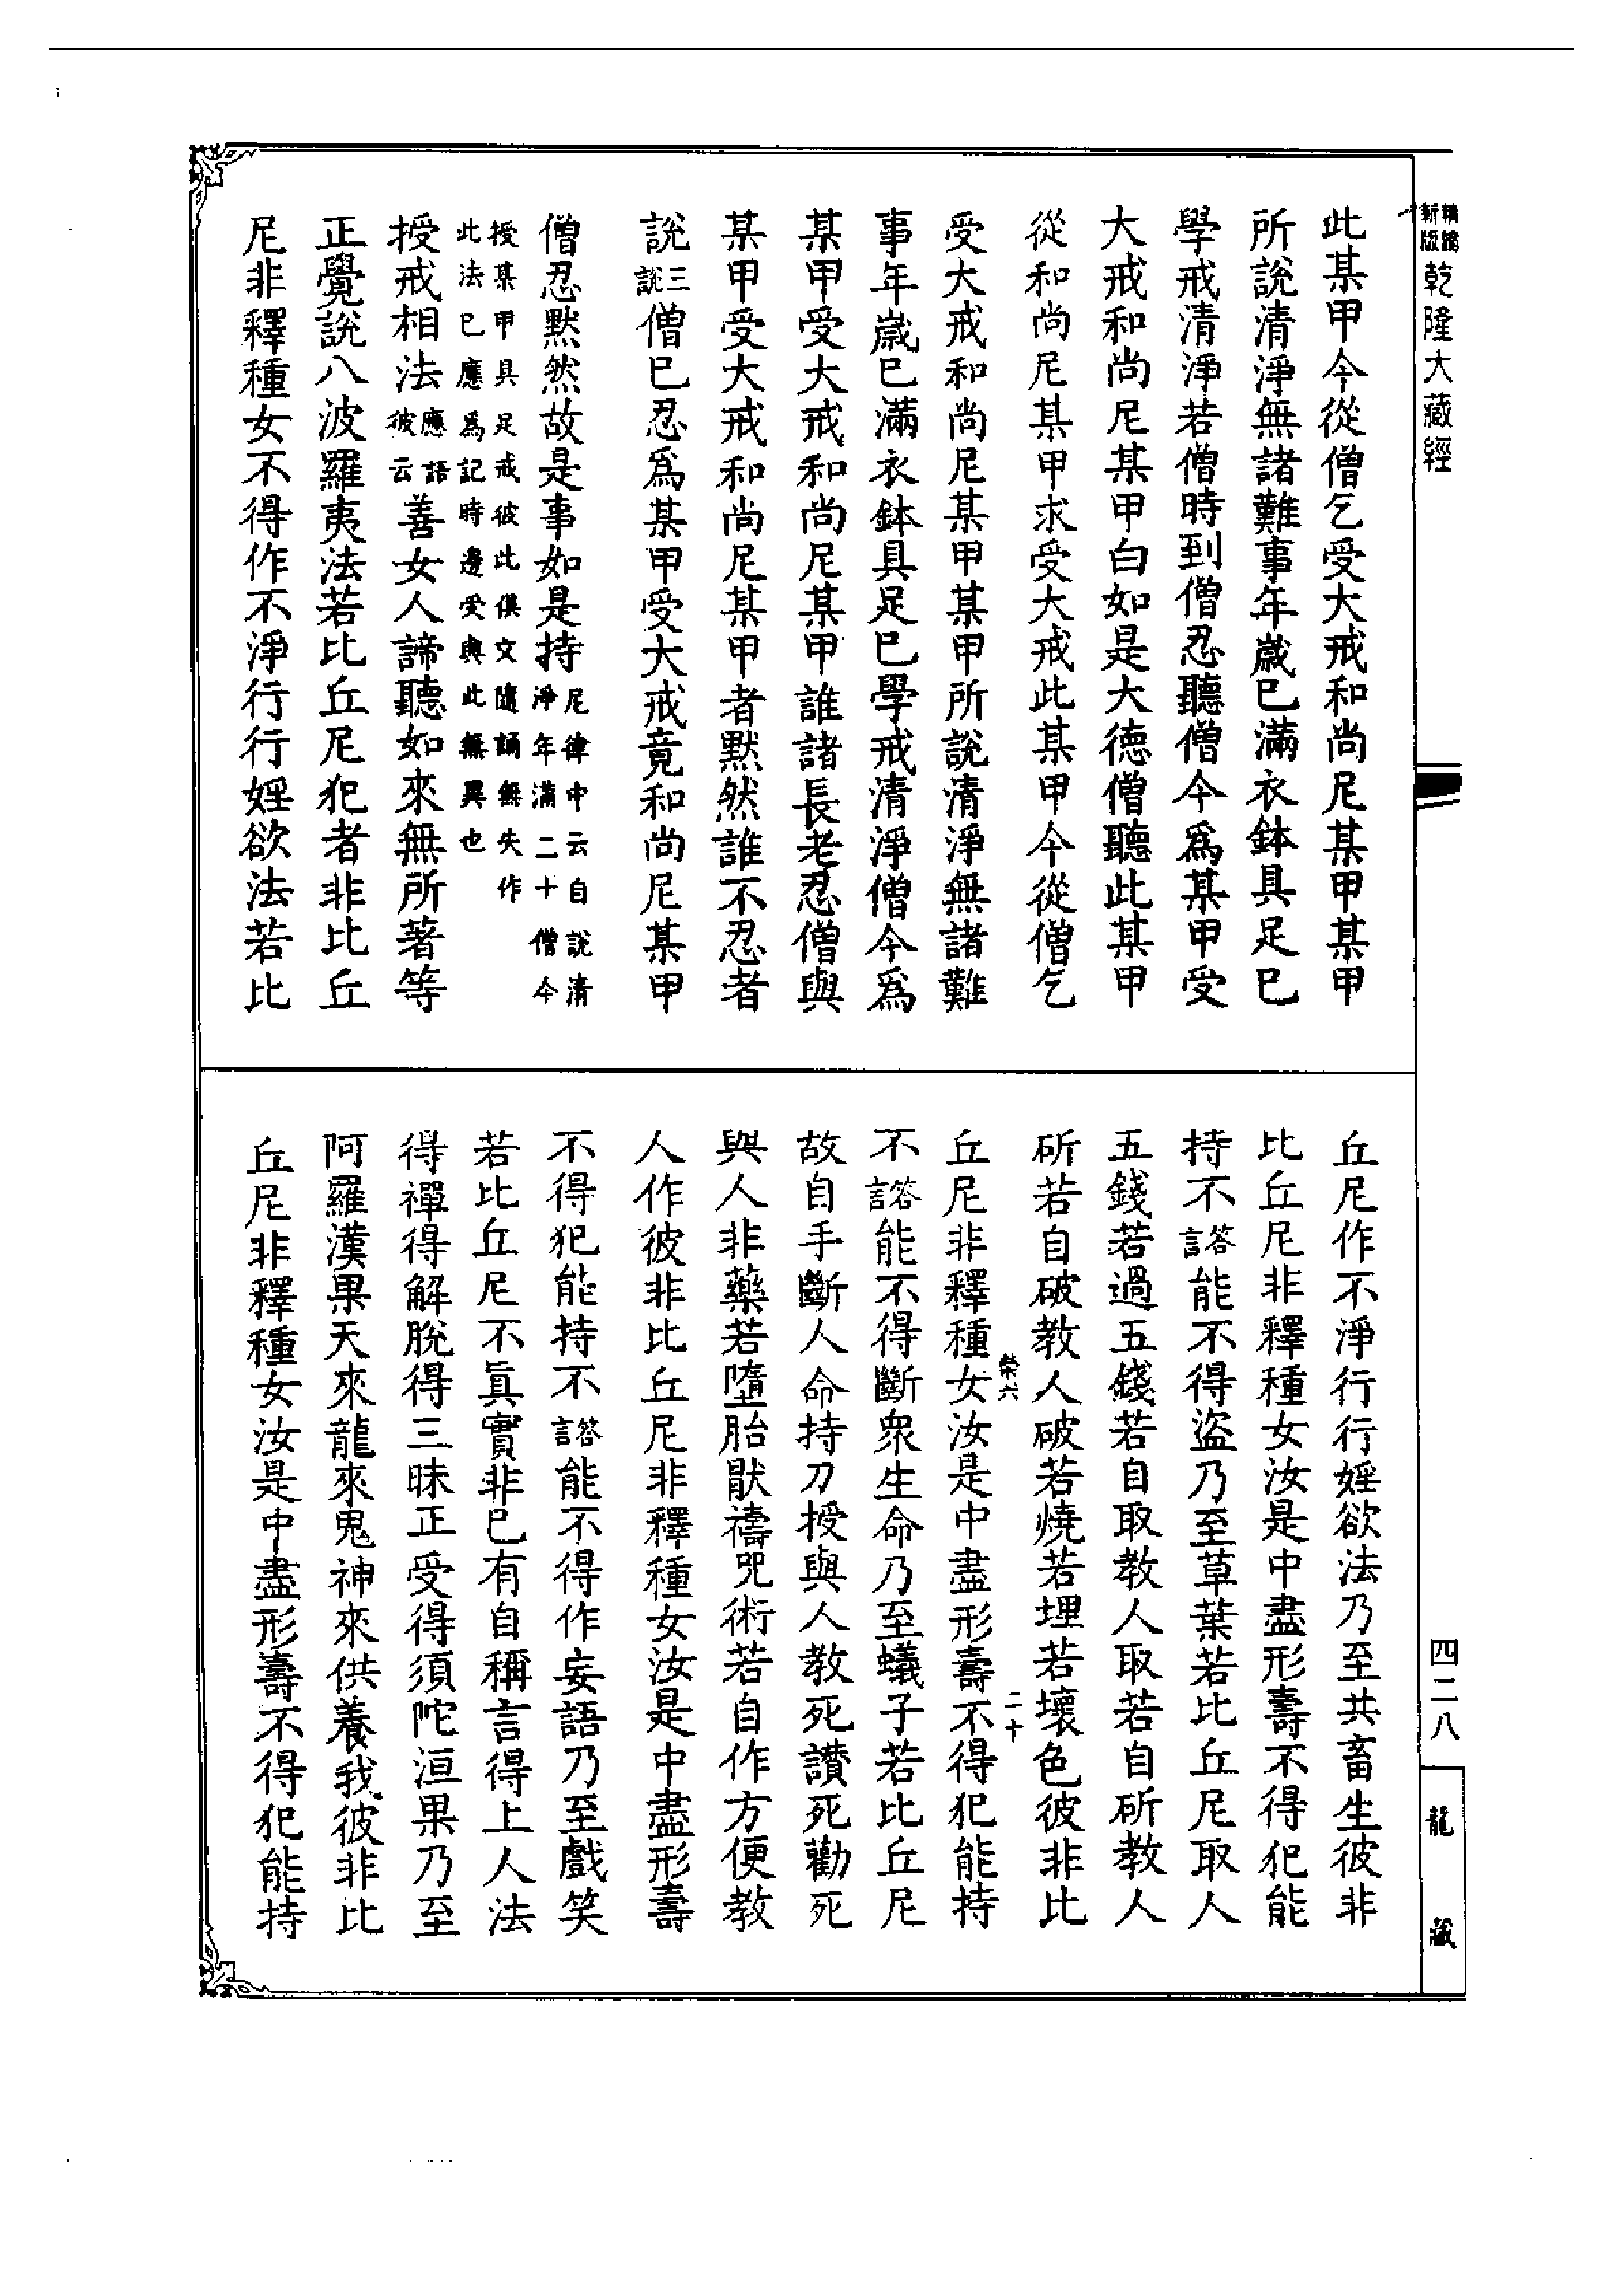 新版
精縮
乾隆大藏經
此某甲今從僧乞受大戒和尚尼某甲某甲
所說清淨無諸難事年歲已滿衣鉢具足已
學戒清淨若僧時到僧忍聽僧今為某甲受
大戒和尚尼某甲白如是大德僧聽此某甲
從和尚尼某甲求受大戒此某甲今從僧乞
受大戒和尚尼某甲某甲所說清淨無諸難
事年歲已滿衣鉢具足已學戒清淨僧今為
某甲受大戒和尚尼某甲誰諸長老忍僧與
某甲受大戒和尚尼某甲者默然誰不忍者
說三說僧已忍為某甲受大戒竟和尚尼某甲
僧忍默然故是事如是持尼律中云自說清淨年滿二十僧今
授某甲具足戒彼此俱文隨誦無失作
此法已應為記時邊受與此無異也
授戒相法應語彼云善女人諦聽如來無所著等
正覺說八波羅夷法若比丘尼犯者非比丘
尼非釋種女不得作不淨行行婬欲法若比
丘尼作不淨行行婬欲法乃至共畜生彼非
比丘尼非釋種女汝是中盡形壽不得犯能
持不答言能不得盜乃至草葉若比丘尼取人
五錢若過五錢若自取教人取若自斫教人
斫若自破教人破若燒若埋若壞色彼非比
榮六
二十
丘尼非釋種女汝是中盡形壽不得犯能持
不答言能不得斷眾生命乃至蟻子若比丘尼
故自手斷人命持刀授與人教死讚死勸死
與人非藥若墮胎猒禱咒術若自作方便教
人作彼非比丘尼非釋種女汝是中盡形壽
不得犯能持不答言能不得作妄語乃至戲笑
若比丘尼不真實非已有自稱言得上人法
得禪得解脫得三昧正受得須陀洹果乃至
阿羅漢果天來龍來鬼神來供養我彼非比
丘尼非釋種女汝是中盡形壽不得犯能持
四二八
龍藏